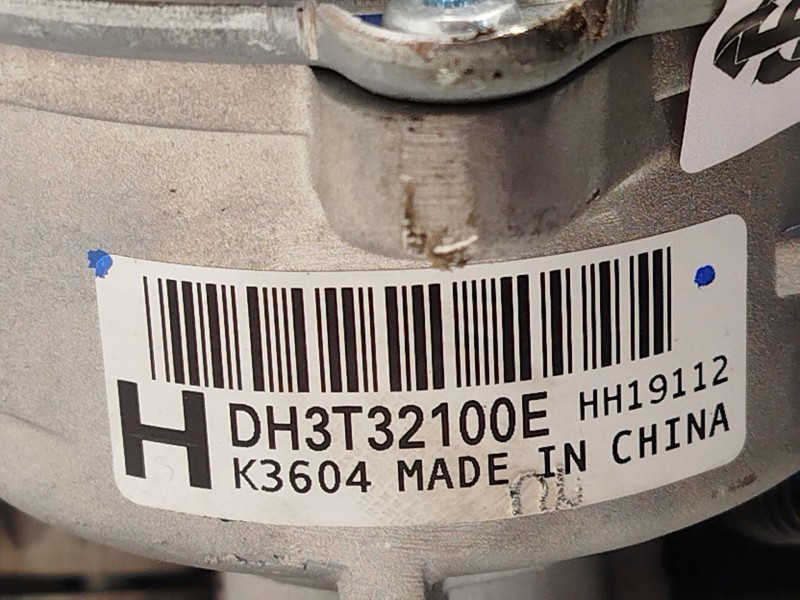 H DH3T32100E HH19112
K3604 MADE IN CHINA